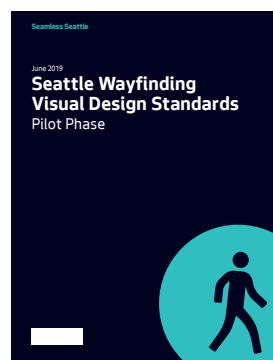 Seamless Seattle
June 2019
Seattle Wayfinding
Visual Design Standards
Pilot Phase